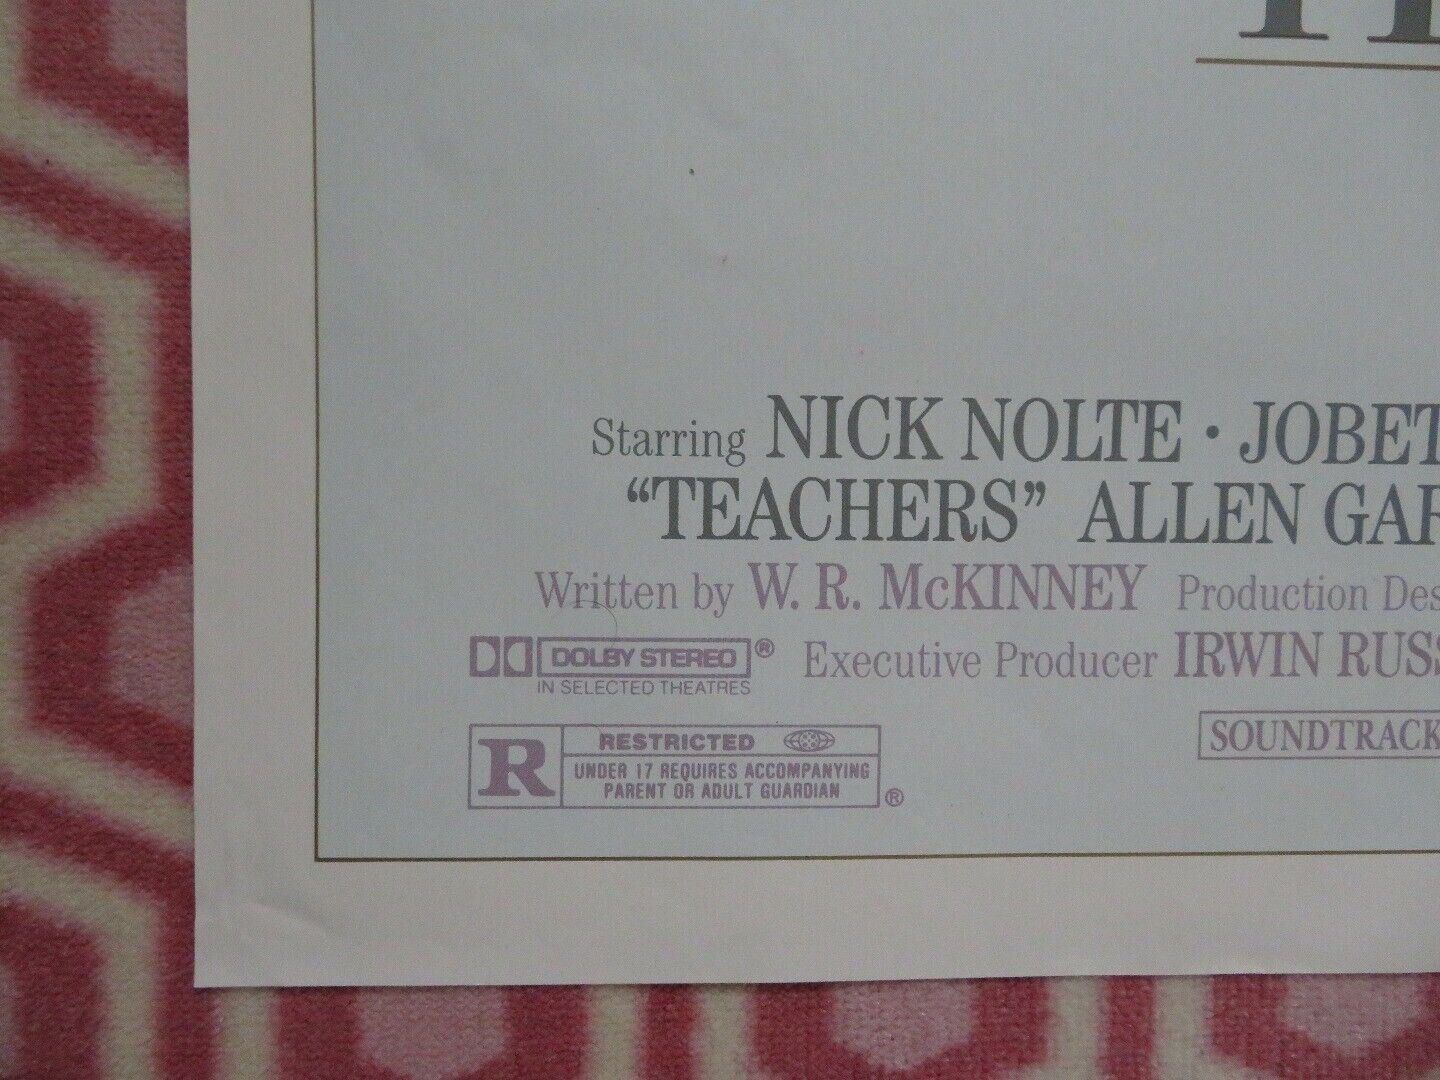 Starring NICK NOLTE · JOBET
“TEACHERS” ALLEN GAR
Written by W. R. McKINNEY Production Des
DOLBY STEREO ® Executive Producer IRWIN RUSS
IN SELECTED THEATRES
R RESTRICTED SOUNDTRACK
UNDER 17 REQUIRES ACCOMPANYING
PARENT OR ADULT GUARDIAN ®